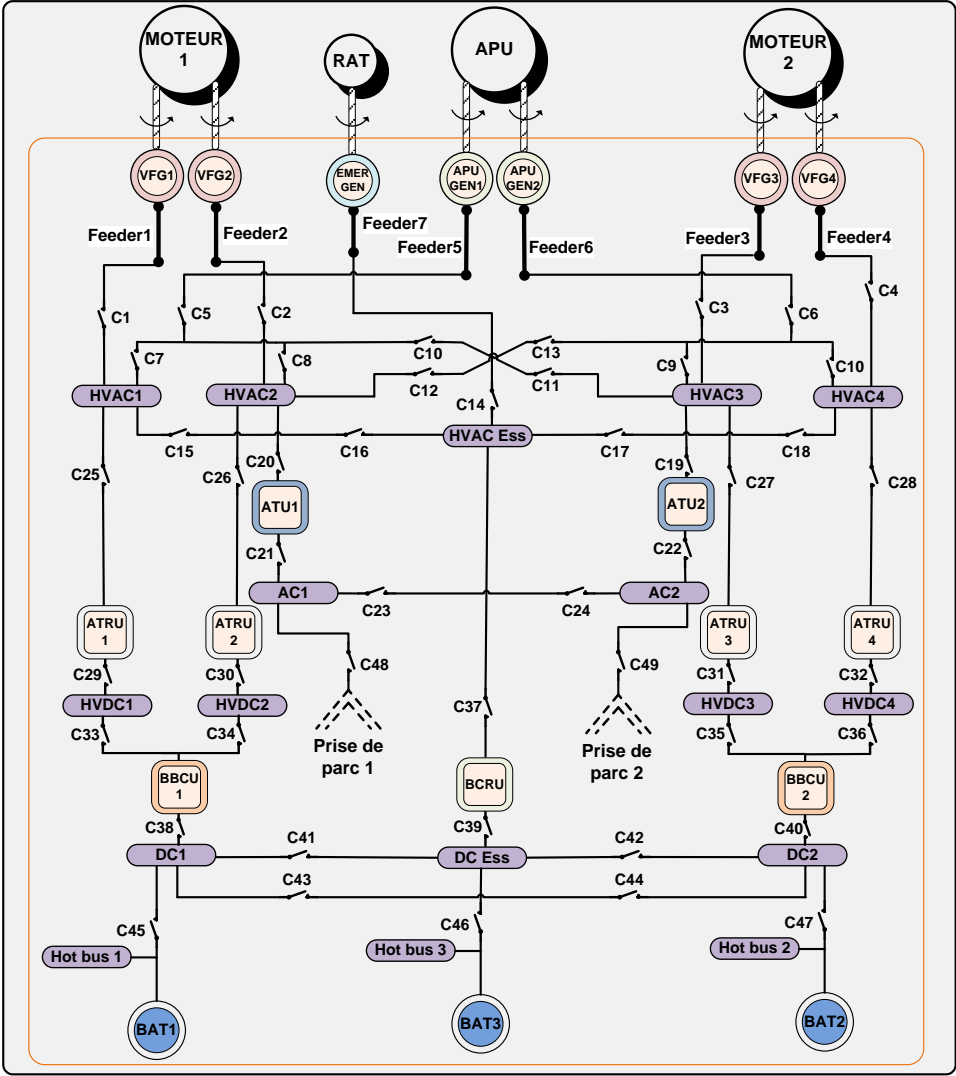 MOTEUR
1
RAT
APU
MOTEUR
2
VFG1
VFG2
EMER
GEN
APU
GEN1
APU
GEN2
VFG3
VFG4
Feeder1
Feeder2
Feeder7
Feeder5
Feeder6
Feeder3
Feeder4
C1
C5
C2
C3
C6
C4
C7
C8
C10
C13
C9
C10
C12
C11
HVAC1
HVAC2
C14
HVAC3
HVAC4
HVAC Ess
C15
C16
C17
C18
C25
C26
C20
C19
C27
C28
ATU1
ATU2
C21
C22
AC1
C23
C24
AC2
ATRU
1
ATRU
2
ATRU
3
ATRU
4
C29
C30
C48
C49
C31
C32
HVDC1
HVDC2
C37
HVDC3
HVDC4
C33
C34
Prise de
parc 1
Prise de
parc 2
C35
C36
BBCU
1
BCRU
BBCU
2
C38
C39
C40
C41
C42
DC1
DC Ess
DC2
C43
C44
C45
C46
C47
Hot bus 1
Hot bus 3
Hot bus 2
BAT1
BAT3
BAT2